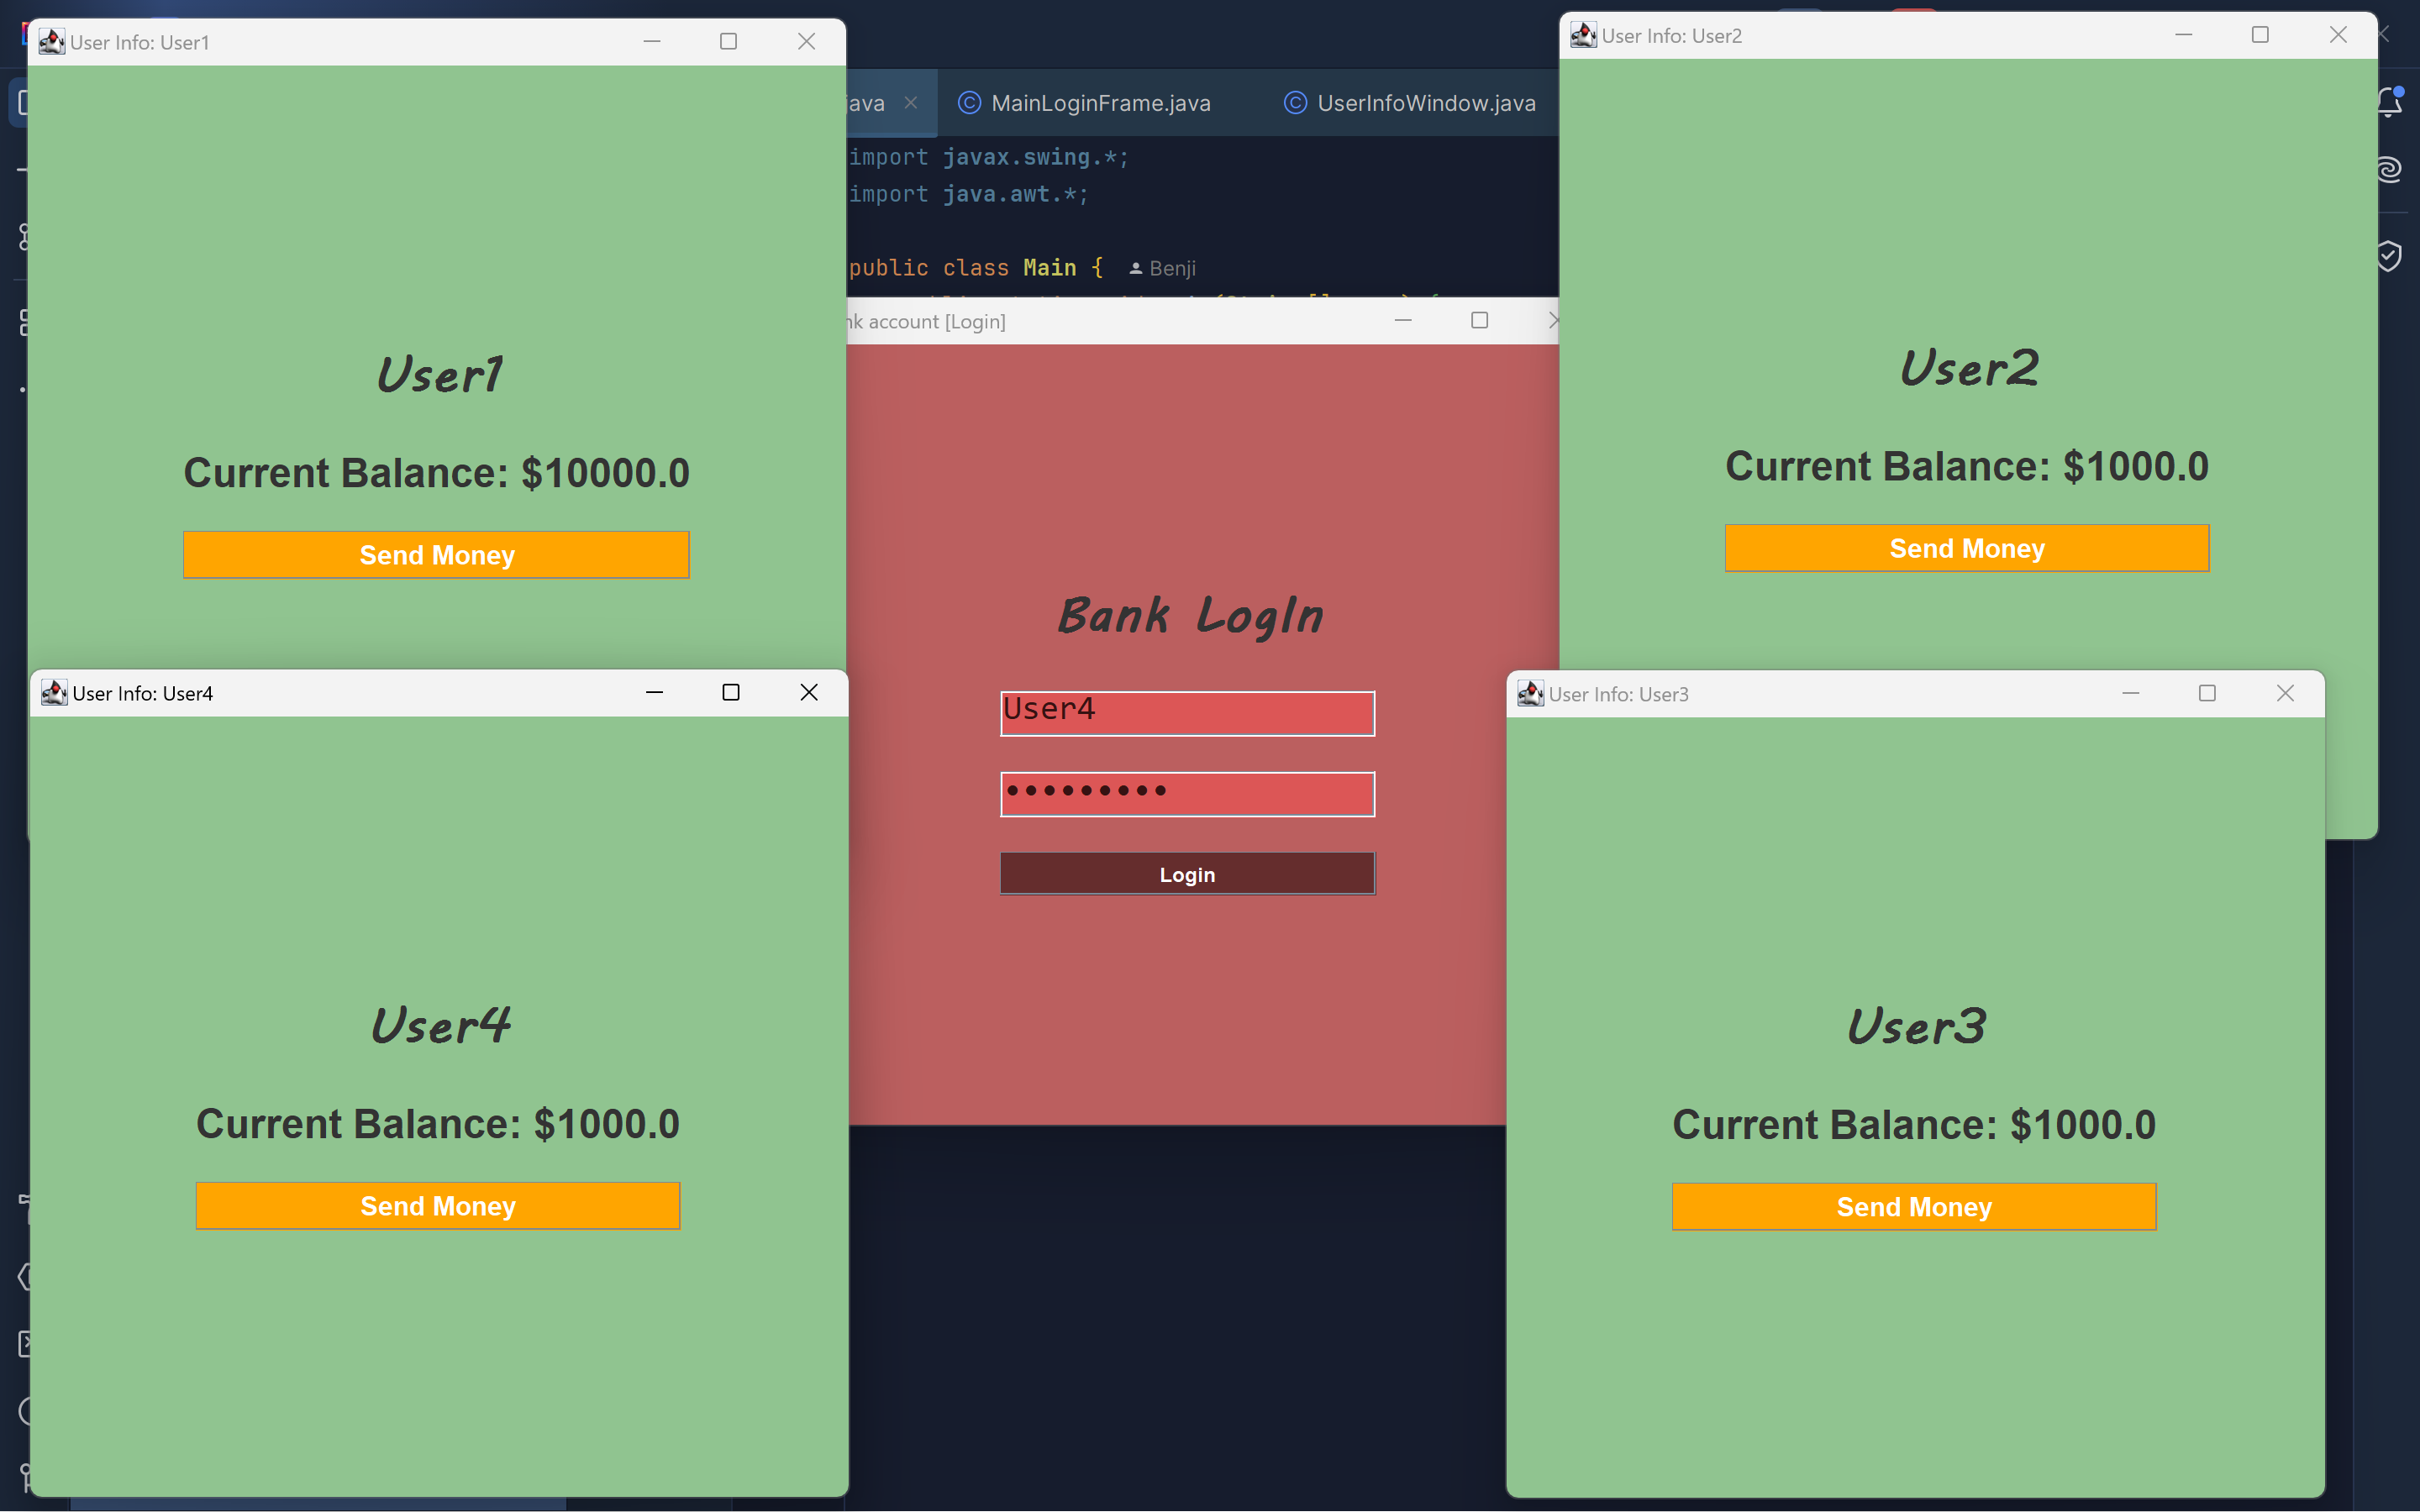 User Info: User1
User1
Current Balance: $10000.0
Send Money
java
MainLoginFrame.java
UserInfoWindow.java
import javax.swing.*;
import java.awt.*;
public class Main { Benji
account [Login]
Bank LogIn
User4
•••••••••
Login
User Info: User2
User2
Current Balance: $1000.0
Send Money
User Info: User4
User4
Current Balance: $1000.0
Send Money
User Info: User3
User3
Current Balance: $1000.0
Send Money